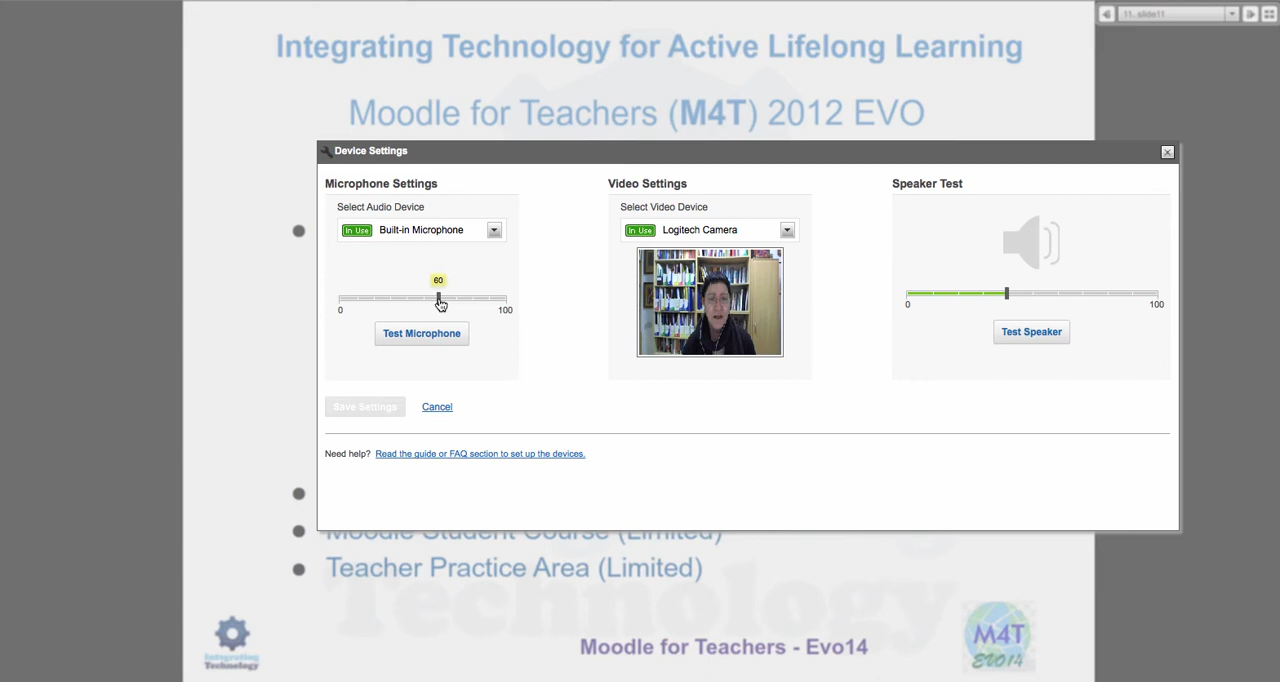 11. slide11
Integrating Technology for Active Lifelong Learning
Moodle for Teachers (M4T) 2012 EVO
Device Settings
Microphone Settings
Select Audio Device
In Use Built-in Microphone
60
0 100
Test Microphone
Video Settings
Select Video Device
In Use Logitech Camera
Speaker Test
0 100
Test Speaker
Save Settings Cancel
Need help? Read the guide or FAQ section to set up the devices.
Moodle Student Course (Limited)
Teacher Practice Area (Limited)
Technology
Integrating
Technology
Moodle for Teachers - Evo14
M4T
EVO14